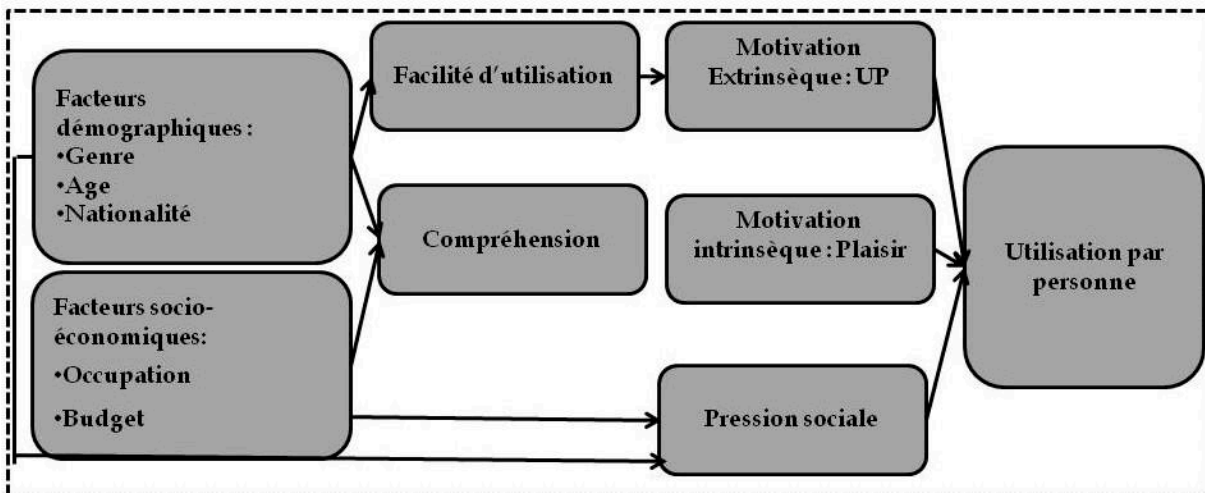 Facteurs
démographiques :
•Genre
•Age
•Nationalité
Facteurs socio-
économiques:
•Occupation
•Budget
Facilité d’utilisation
Compréhension
Motivation
Extrinsèque : UP
Motivation
intrinsèque : Plaisir
Pression sociale
Utilisation par
personne